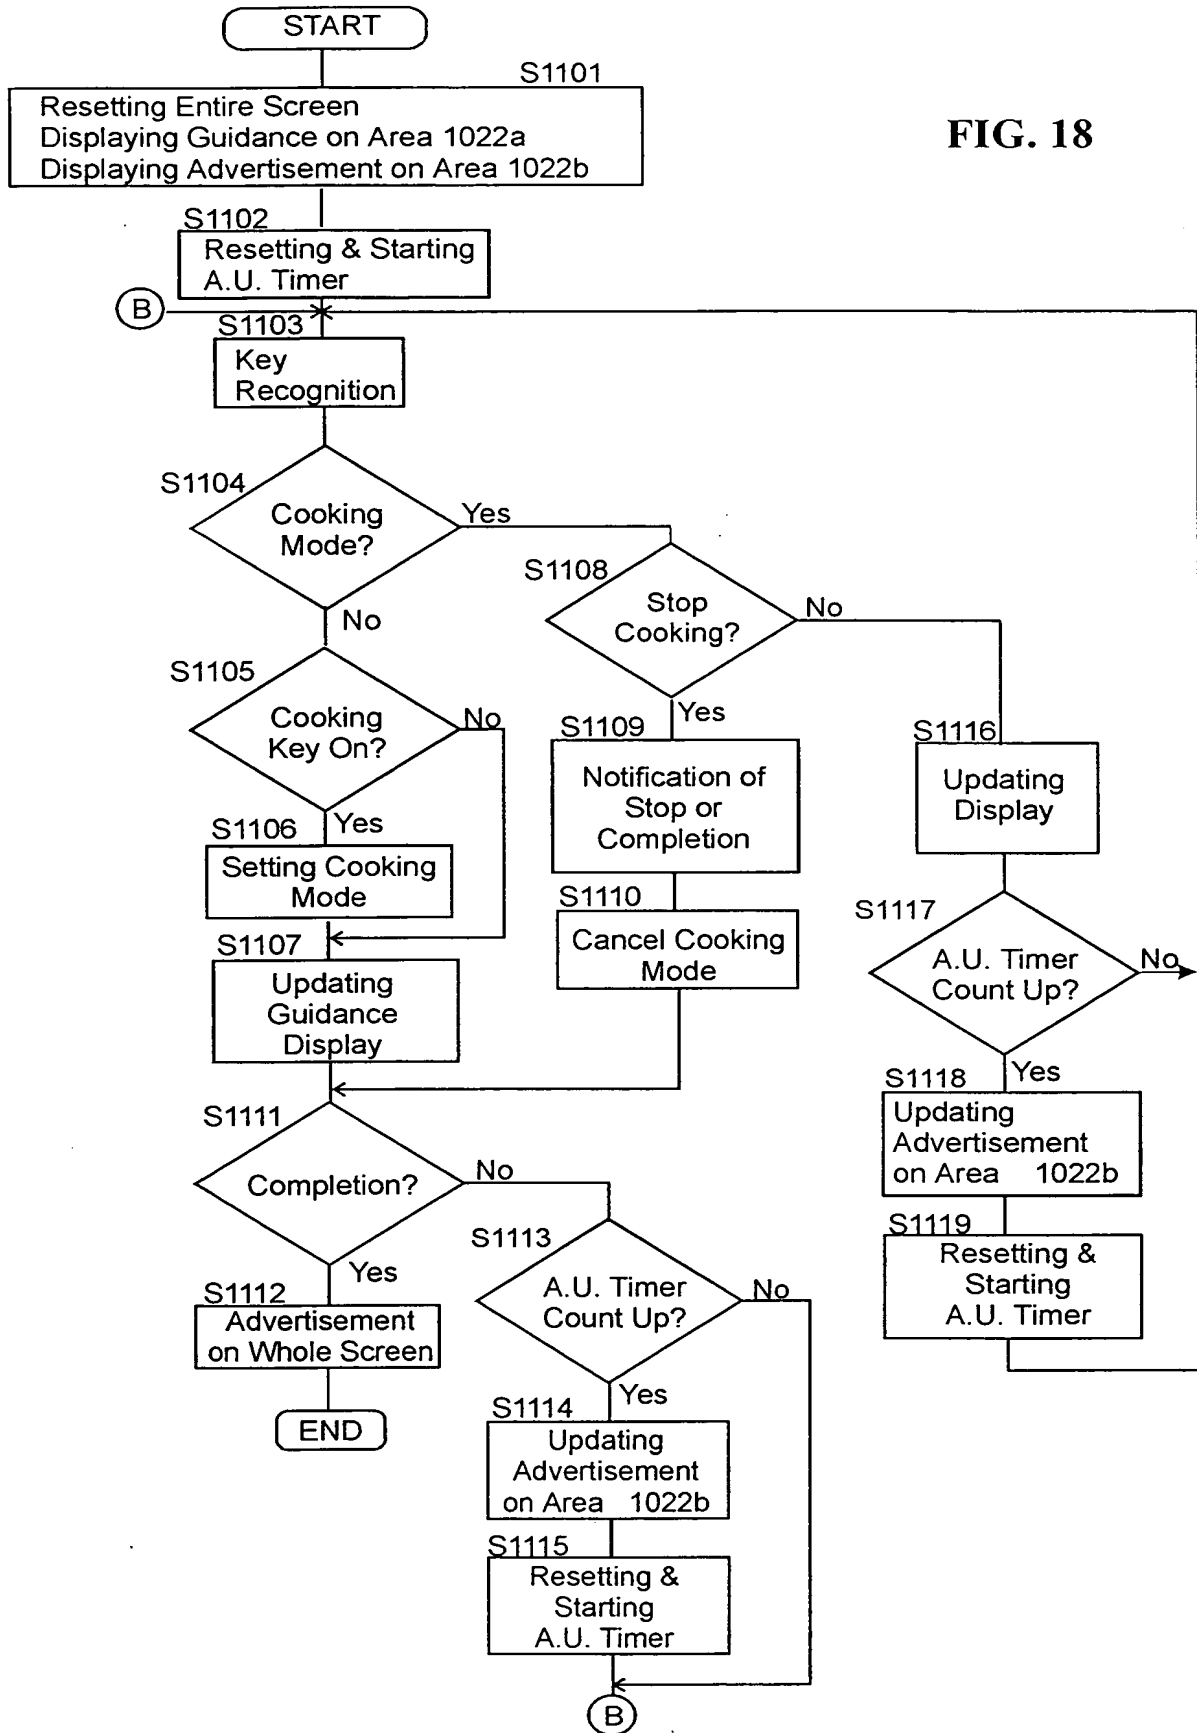 START
S1101
Resetting Entire Screen
Displaying Guidance on Area 1022a
Displaying Advertisement on Area 1022b
FIG. 18
S1102
Resetting & Starting
A.U. Timer
B
S1103
Key
Recognition
S1104
Cooking
Mode?
Yes
No
S1108
Stop
Cooking?
No
Yes
S1105
Cooking
Key On?
No
Yes
S1106
Setting Cooking
Mode
S1107
Updating
Guidance
Display
S1109
Notification of
Stop or
Completion
S1110
Cancel Cooking
Mode
S1116
Updating
Display
S1117
A.U. Timer
Count Up?
No
Yes
S1118
Updating
Advertisement
on Area 1022b
S1119
Resetting &
Starting
A.U. Timer
S1111
Completion?
No
Yes
S1112
Advertisement
on Whole Screen
END
S1113
A.U. Timer
Count Up?
No
Yes
S1114
Updating
Advertisement
on Area 1022b
S1115
Resetting &
Starting
A.U. Timer
B